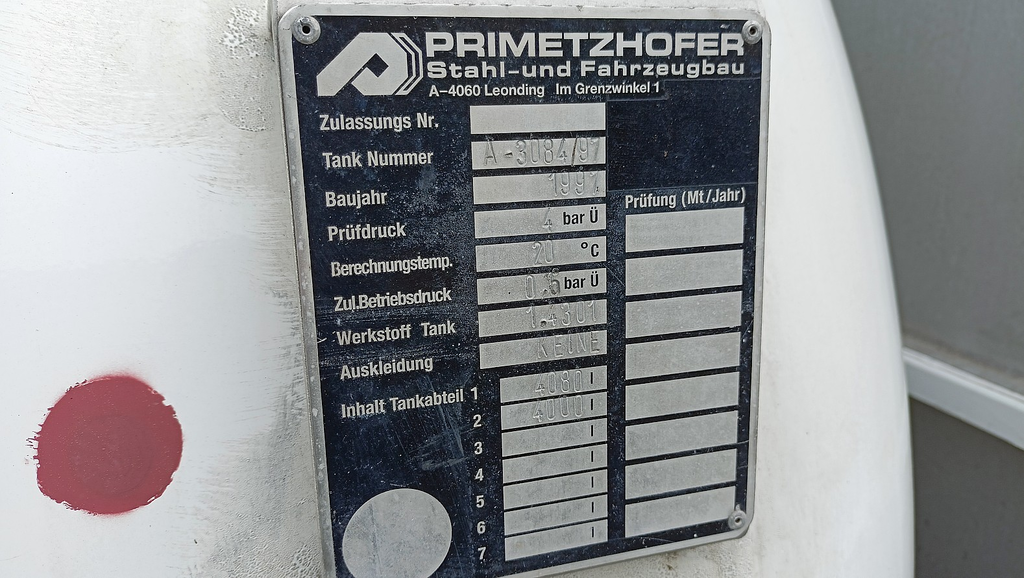 PRIMETZHOFER
Stahl-und Fahrzeugbau
A-4060 Leonding Im Grenzwinkel 1
Zulassungs Nr.
Tank Nummer A-3084/91
Baujahr 1991
Prüfdruck 4 bar Ü
Berechnungstemp. 20 °C
Zul.Betriebsdruck 0.5 bar Ü
Werkstoff Tank 1.4301
Auskleidung KEINE
Inhalt Tankabteil 1 4080 l
2 4000 l
3 l
4 l
5 l
6 l
7 l
Prüfung (Mt/Jahr)